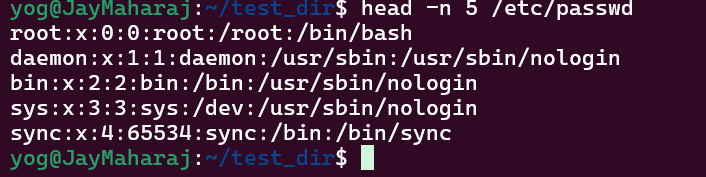 yog@JayMaharaj:~/test_dir$ head -n 5 /etc/passwd
root:x:0:0:root:/root:/bin/bash
daemon:x:1:1:daemon:/usr/sbin:/usr/sbin/nologin
bin:x:2:2:bin:/bin:/usr/sbin/nologin
sys:x:3:3:sys:/dev:/usr/sbin/nologin
sync:x:4:65534:sync:/bin:/bin/sync
yog@JayMaharaj:~/test_dir$